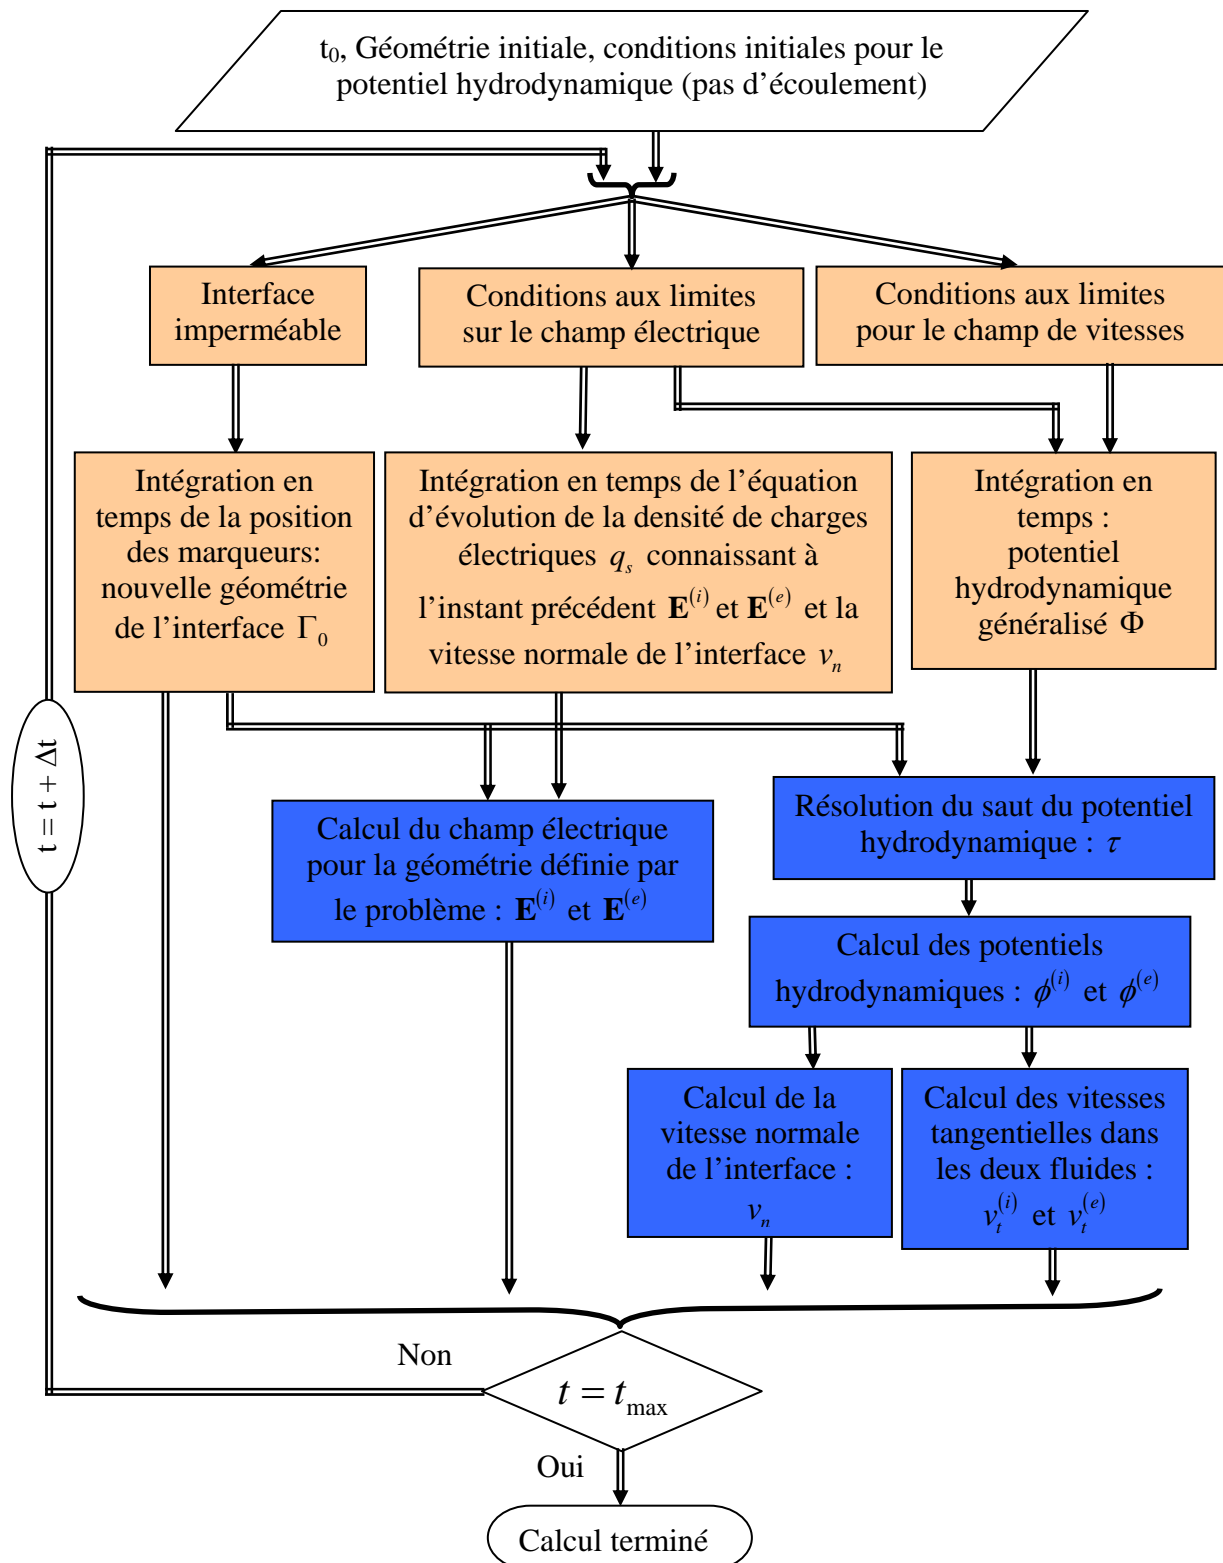 t₀, Géométrie initiale, conditions initiales pour le
potentiel hydrodynamique (pas d’écoulement)
Interface
imperméable
Conditions aux limites
sur le champ électrique
Conditions aux limites
pour le champ de vitesses
Intégration en
temps de la position
des marqueurs:
nouvelle géométrie
de l’interface Γ₀
Intégration en temps de l’équation
d’évolution de la densité de charges
électriques qₛ connaissant à
l’instant précédent E⁽ⁱ⁾ et E⁽ᵉ⁾ et la
vitesse normale de l’interface vₙ
Intégration en
temps :
potentiel
hydrodynamique
généralisé Φ
t = t + Δt
Calcul du champ électrique
pour la géométrie définie par
le problème : E⁽ⁱ⁾ et E⁽ᵉ⁾
Résolution du saut du potentiel
hydrodynamique : τ
Calcul des potentiels
hydrodynamiques : ϕ⁽ⁱ⁾ et ϕ⁽ᵉ⁾
Calcul de la
vitesse normale
de l’interface :
vₙ
Calcul des vitesses
tangentielles dans
les deux fluides :
vₜ⁽ⁱ⁾ et vₜ⁽ᵉ⁾
Non
t = tₘₐₓ
Oui
Calcul terminé